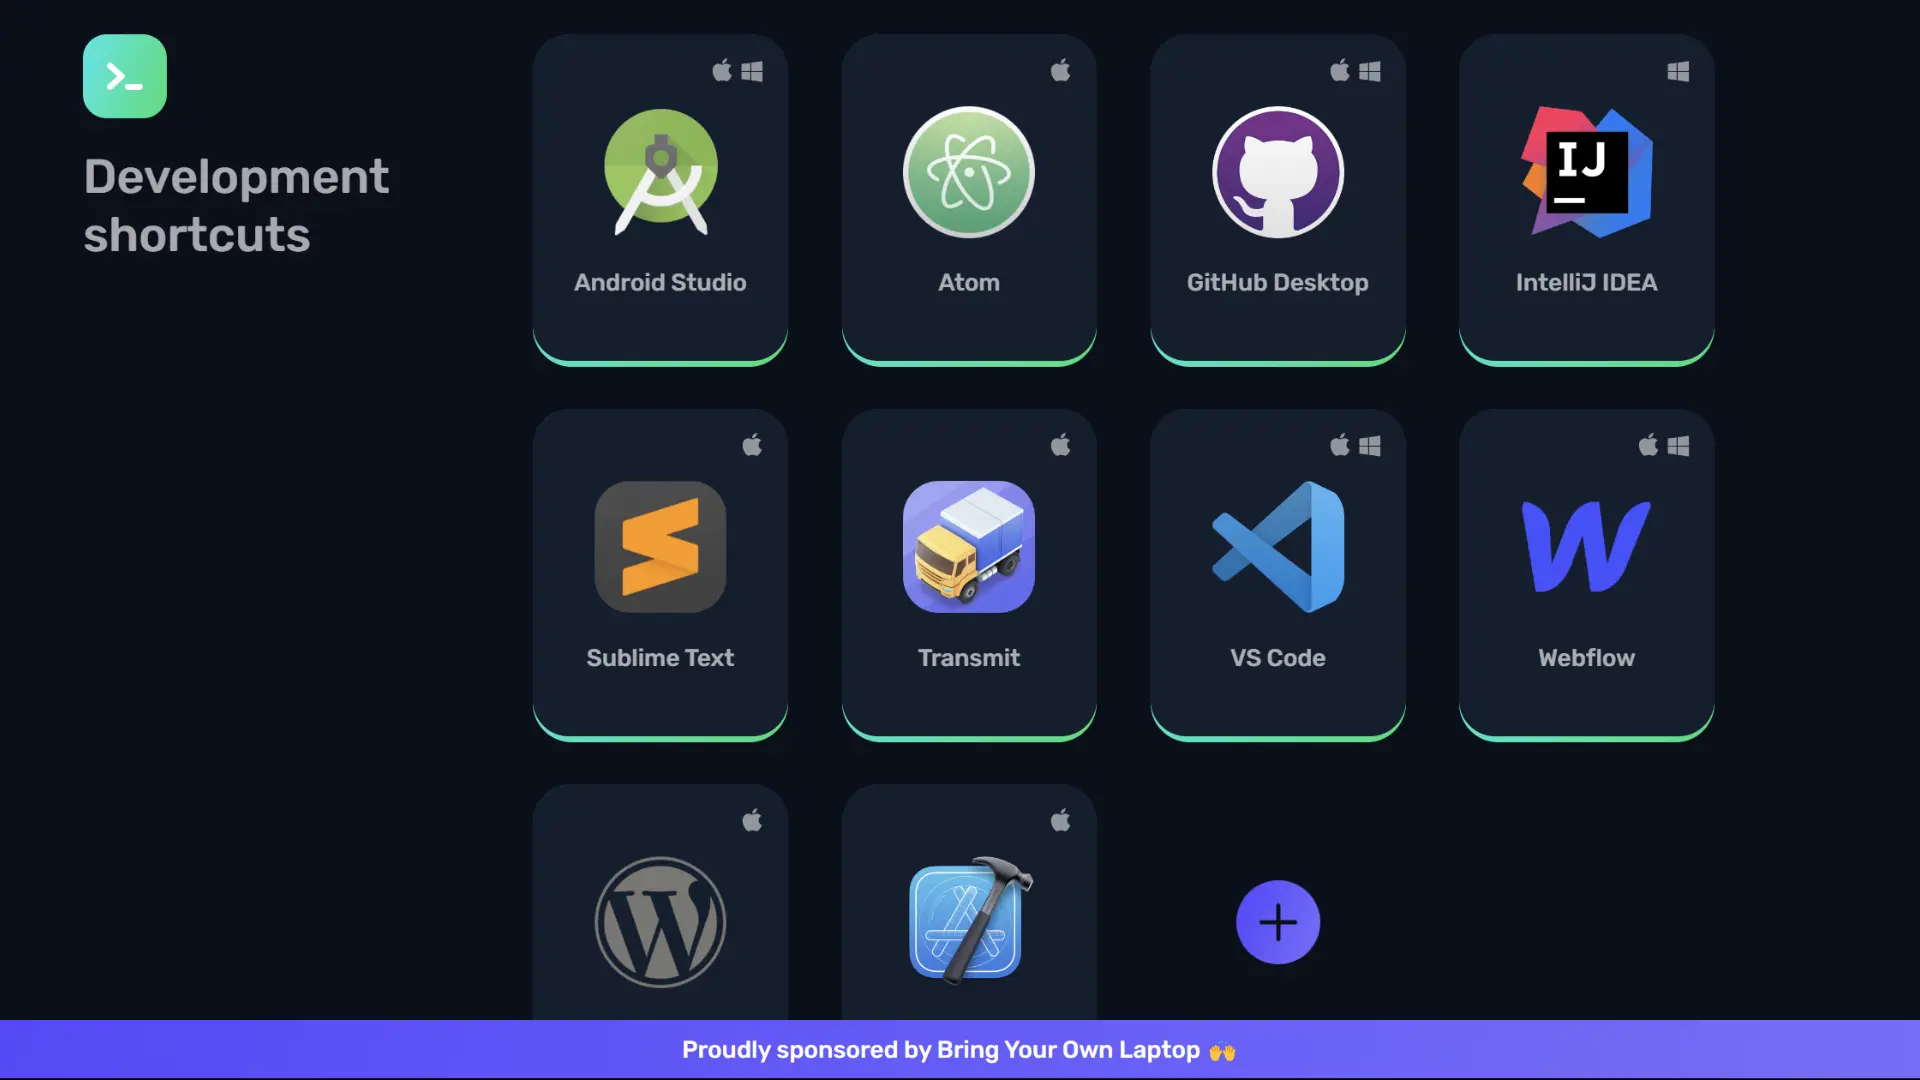 Development
shortcuts
Android Studio
Atom
GitHub Desktop
IJ
IntelliJ IDEA
Sublime Text
Transmit
VS Code
Webflow
Proudly sponsored by Bring Your Own Laptop 🙌